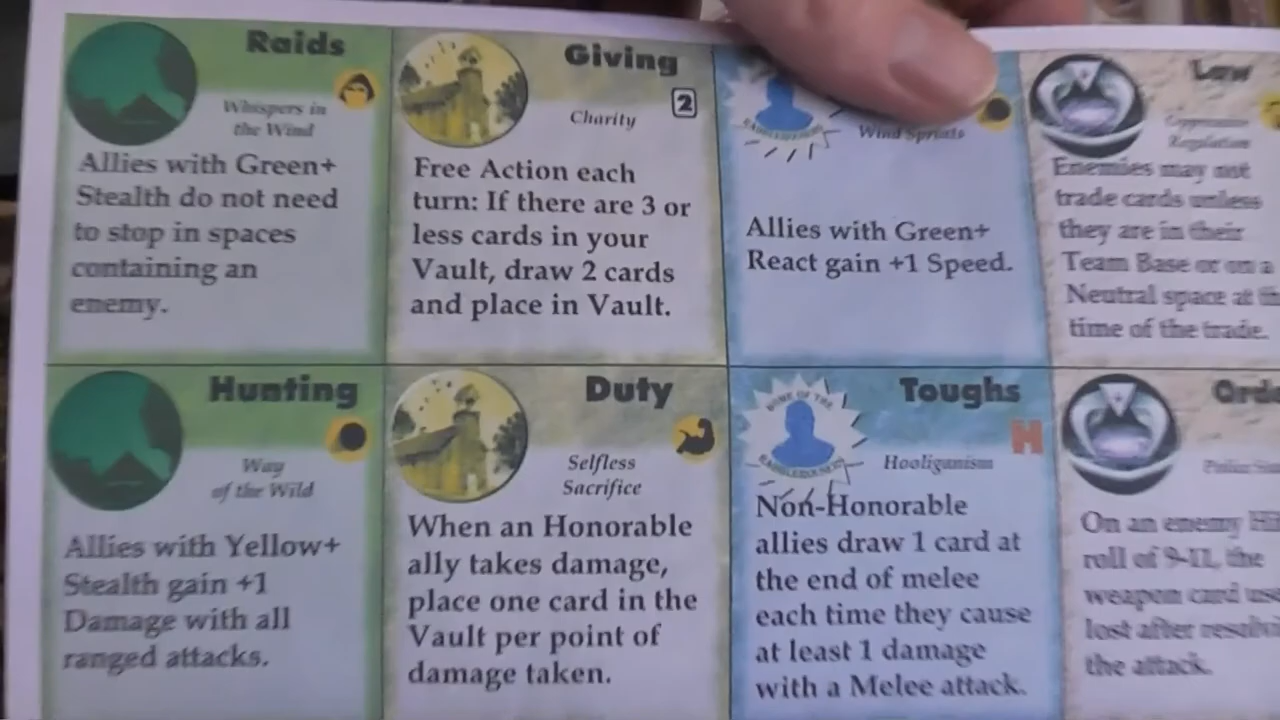 Raids
Whispers in
the Wind
Allies with Green+
Stealth do not need
to stop in spaces
containing an
enemy.
Giving
2
Charity
Free Action each
turn: If there are 3 or
less cards in your
Vault, draw 2 cards
and place in Vault.
Wind Sprints
Allies with Green+
React gain +1 Speed.
Law
Regulation
Enemies may not
trade cards unless
they are in their
Team Base or on a
Neutral space at
time of the trade.
Hunting
Way
of the Wild
Allies with Yellow+
Stealth gain +1
Damage with all
ranged attacks.
Duty
Selfless
Sacrifice
When an Honorable
ally takes damage,
place one card in the
Vault per point of
damage taken.
Toughs
H
HOME OF THE
Hooliganism
Non-Honorable
allies draw 1 card at
the end of melee
each time they cause
at least 1 damage
with a Melee attack.
On an enemy
roll of 9-11, the
weapon card
lost after
the attack.